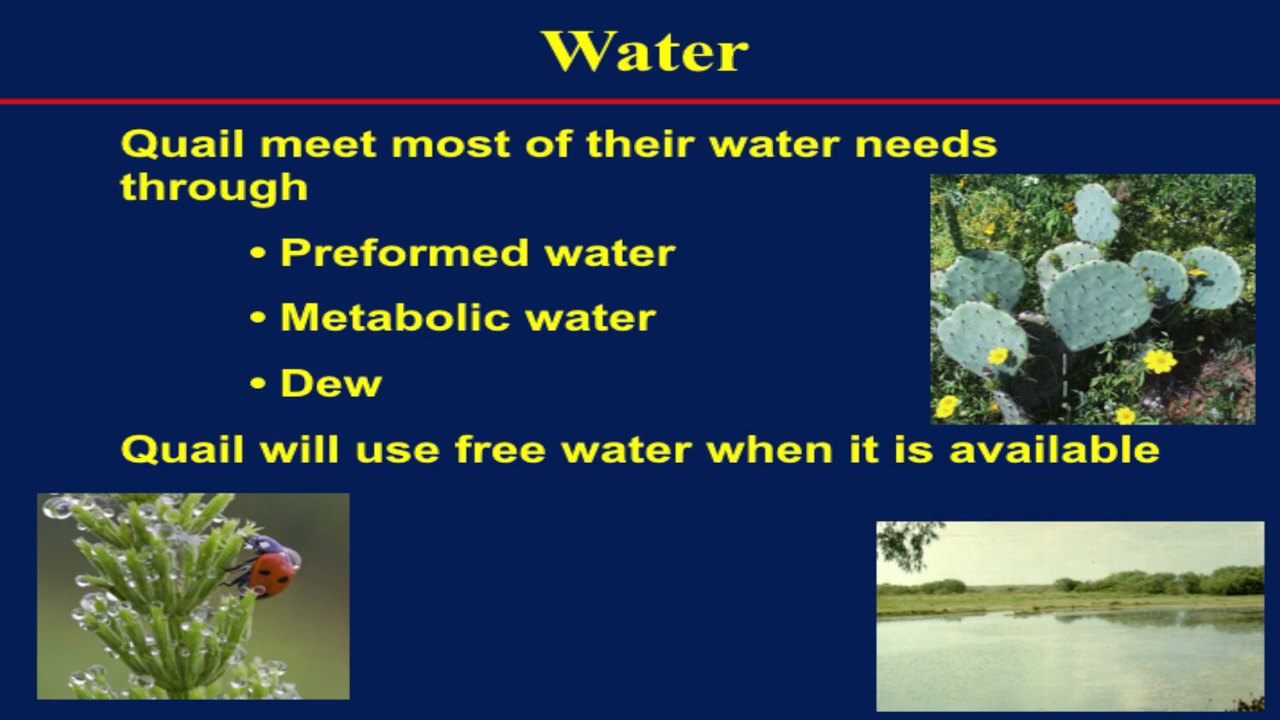 Water
Quail meet most of their water needs
through
• Preformed water
• Metabolic water
• Dew
Quail will use free water when it is available